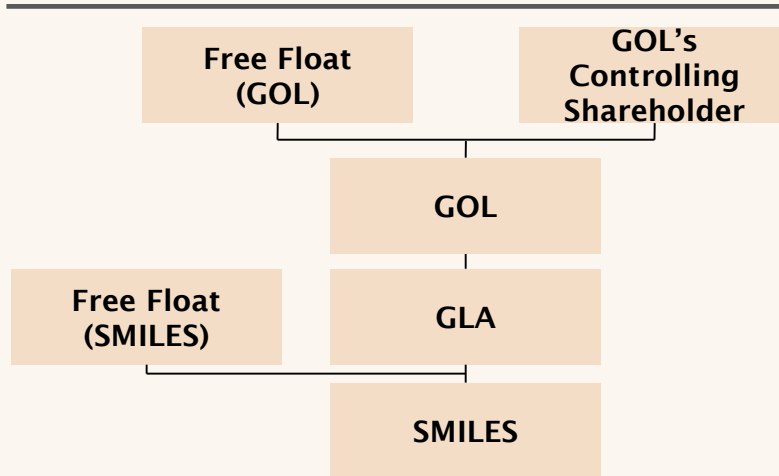 Free Float
(GOL)
GOL’s
Controlling
Shareholder
GOL
Free Float
(SMILES)
GLA
SMILES